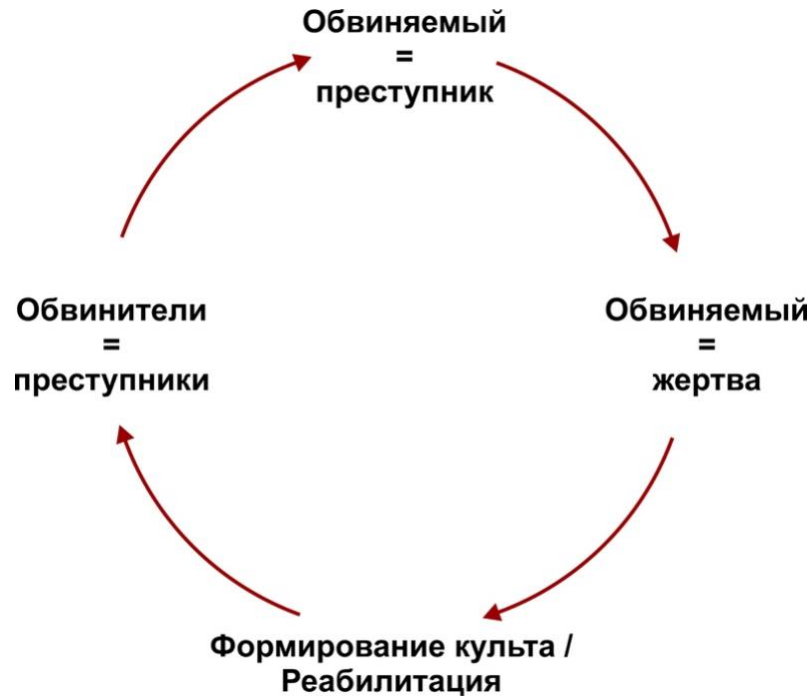 Обвиняемый
=
преступник
Обвинители
=
преступники
Обвиняемый
=
жертва
Формирование культа /
Реабилитация